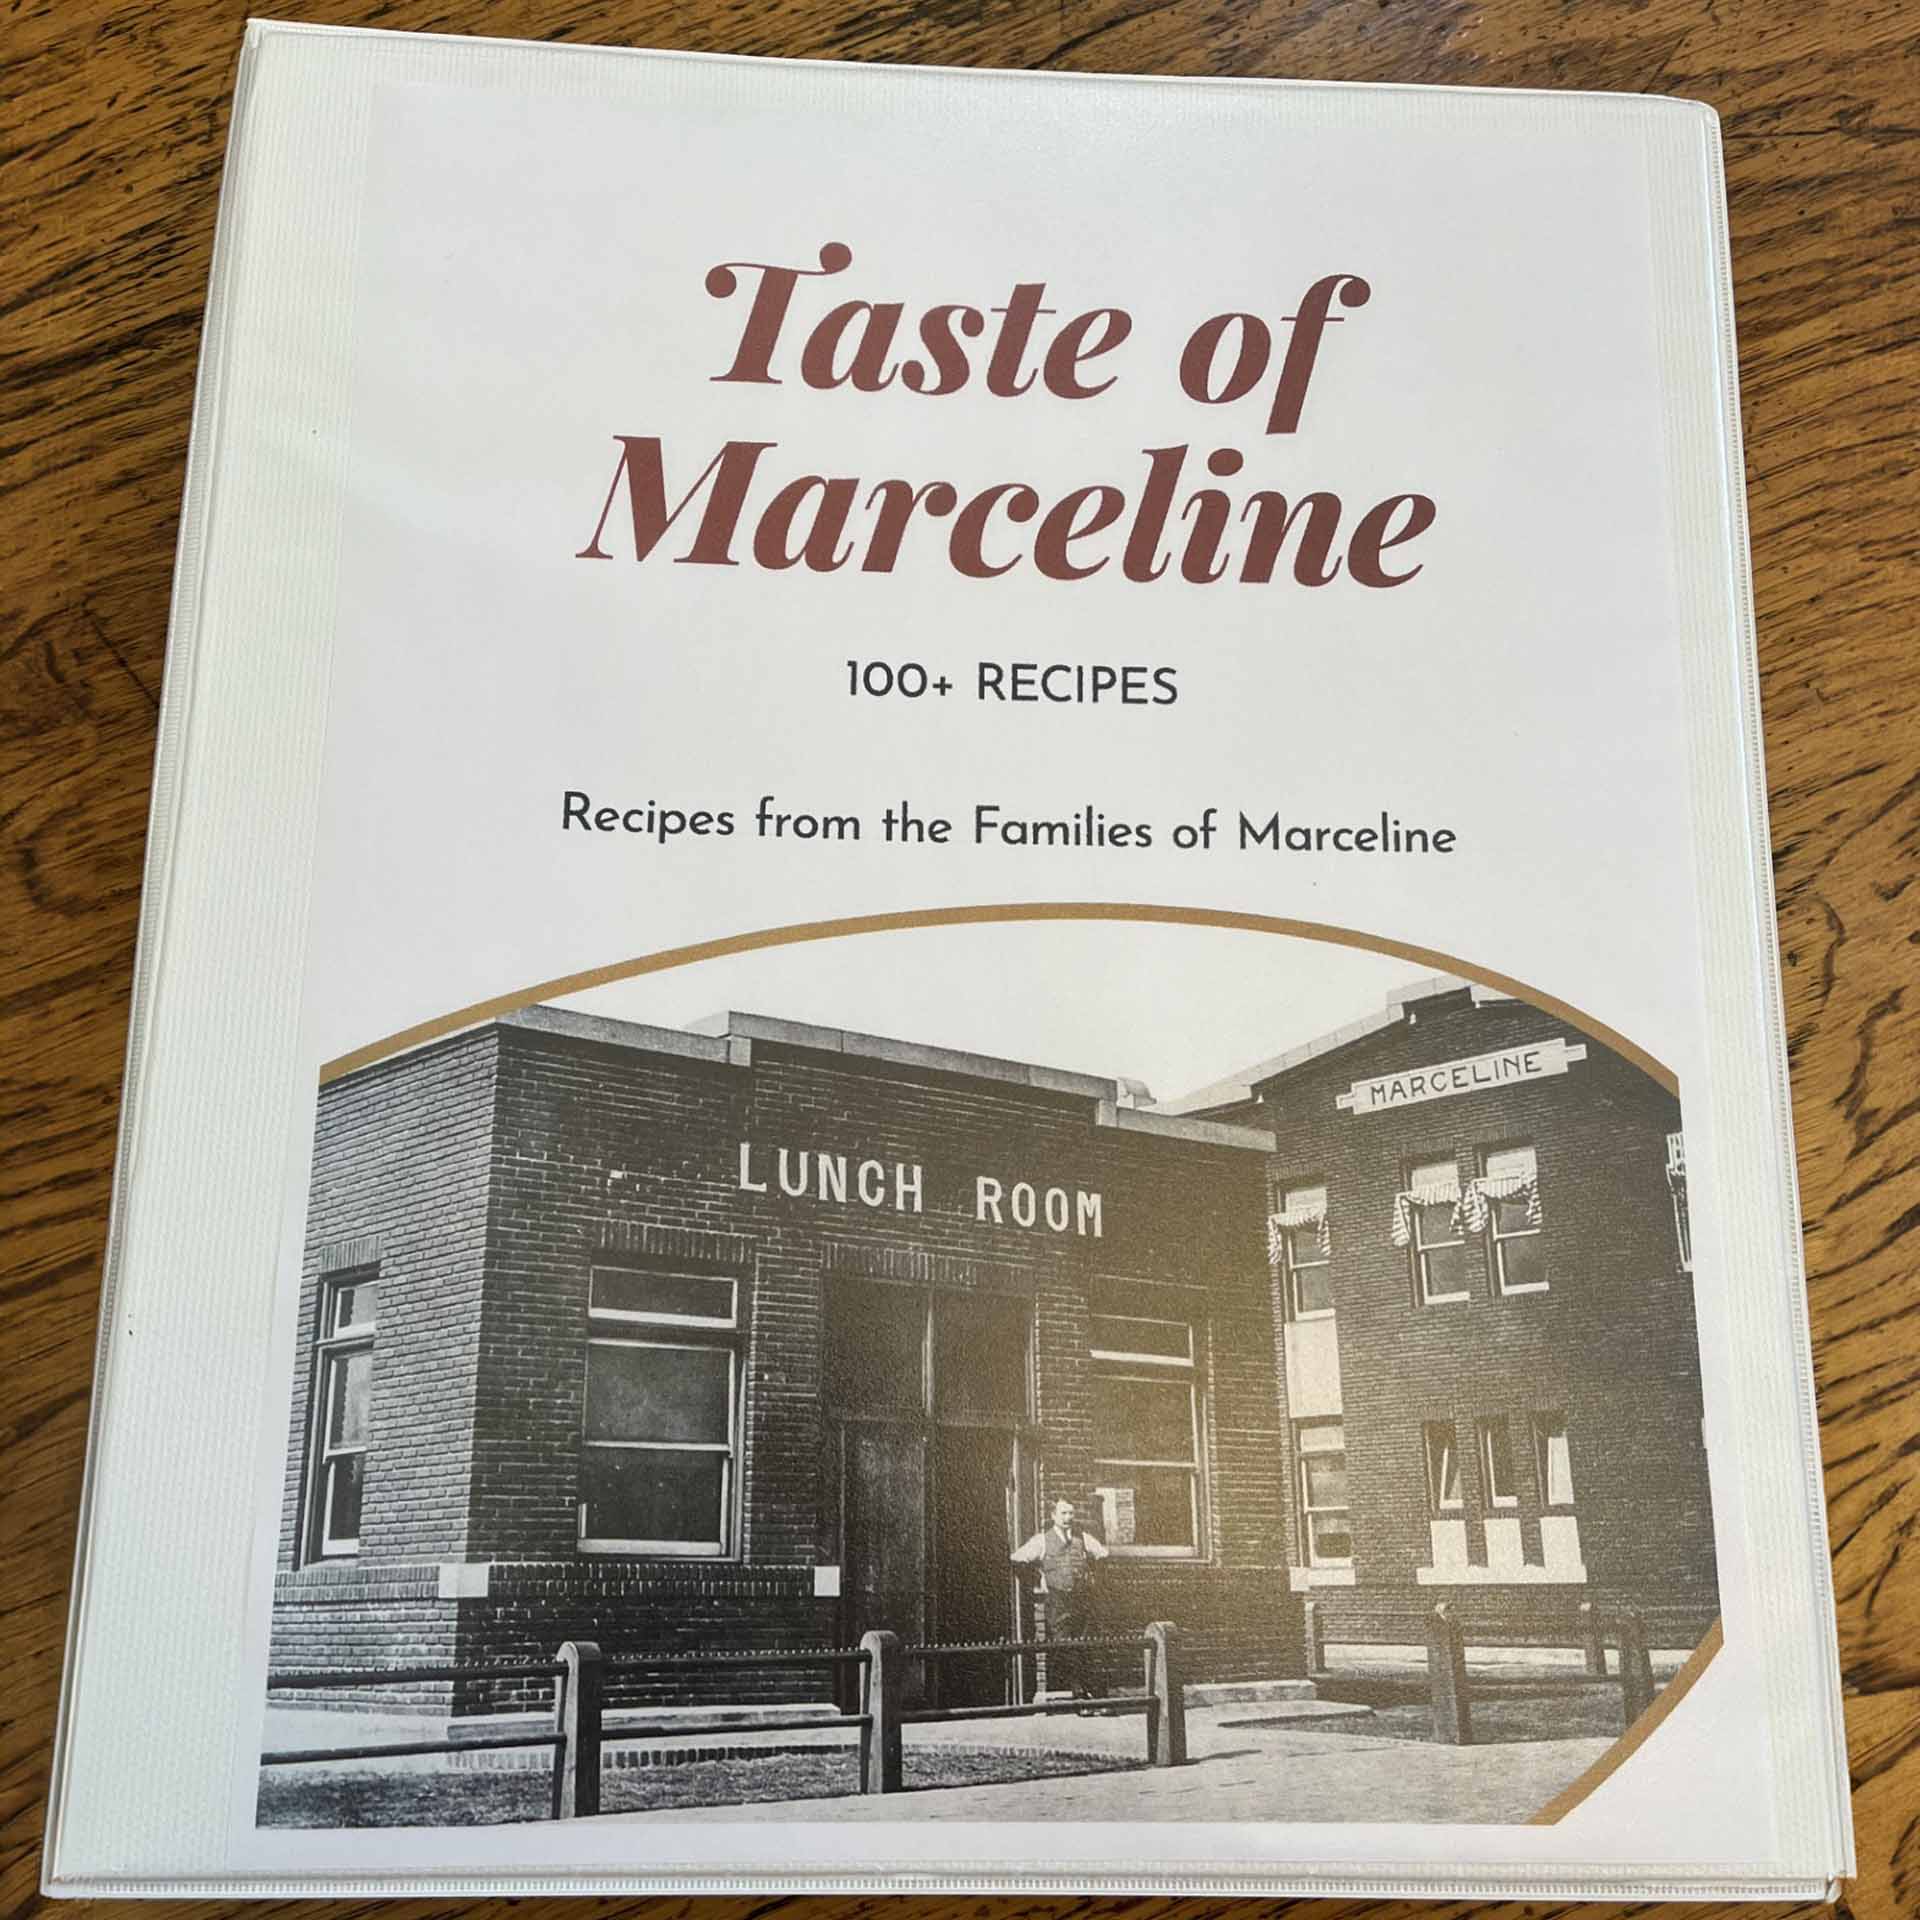 Taste of
Marceline
100+ RECIPES
Recipes from the Families of Marceline
MARCELINE
LUNCH ROOM